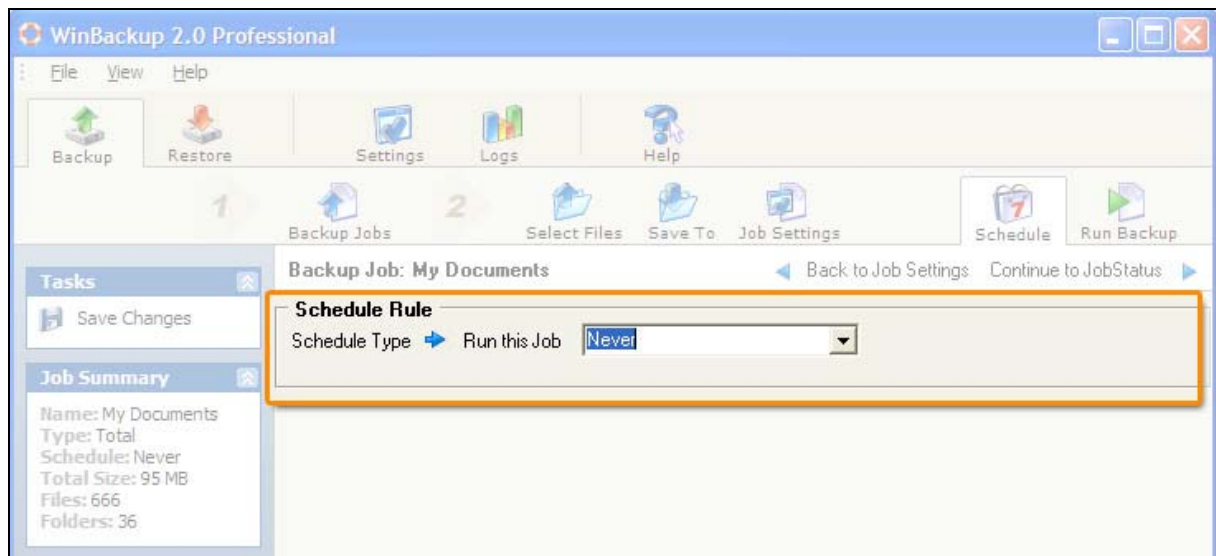 WinBackup 2.0 Professional
File View Help
Backup Restore Settings Logs Help
1 Backup Jobs 2 Select Files Save To Job Settings 7 Schedule Run Backup
Tasks
Save Changes
Job Summary
Name: My Documents
Type: Total
Schedule: Never
Total Size: 95 MB
Files: 666
Folders: 36
Backup Job: My Documents Back to Job Settings Continue to JobStatus
Schedule Rule
Schedule Type Run this Job Never